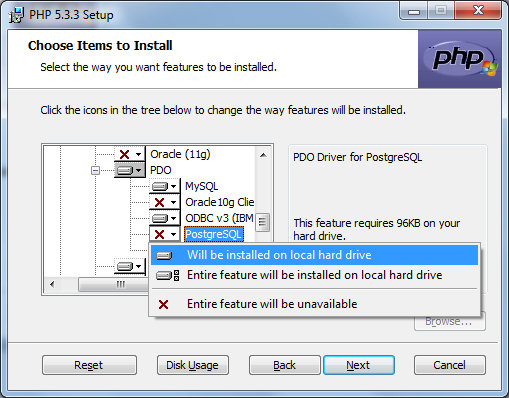 PHP 5.3.3 Setup
Choose Items to Install
Select the way you want features to be installed.
php
Click the icons in the tree below to change the way features will be installed.
Oracle (11g)
PDO
MySQL
Oracle10g Clie
ODBC v3 (IBM
PostgreSQL
PDO Driver for PostgreSQL
This feature requires 96KB on your
hard drive.
Will be installed on local hard drive
Entire feature will be installed on local hard drive
Entire feature will be unavailable
Browse...
Reset
Disk Usage
Back
Next
Cancel